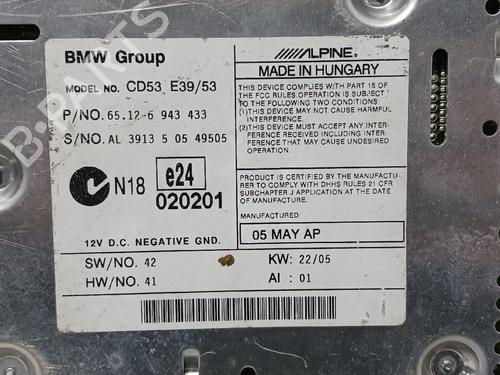 BMW Group
MODEL NO. CD53 E39/53
P/NO. 65.12-6 943 433
S/NO. AL 3913 5 05 49505
N18 e24
020201
12V D.C. NEGATIVE GND.
SW/NO. 42
HW/NO. 41
ALPINE
MADE IN HUNGARY
THIS DEVICE COMPLIES WITH PART 15 OF
THE FCC RULES.OPERATION IS SUBJECT
TO THE FOLLOWING TWO CONDITIONS:
(1)THIS DEVICE MAY NOT CAUSE HARMFUL
INTERFERENCE.
(2)THIS DEVICE MUST ACCEPT ANY INTER-
FERENCE RECEIVED, INCLUDING
INTERFERENCE THAT MAY CAUSE
UNDESIRED OPERATION.
PRODUCT IS CERTIFIED BY THE MANUFACTU-
RER TO COMPLY WITH DHHS RULES 21 CFR
SUBCHAPTER J APPLICATION AT THE DATE
OF MANUFACTURE.
MANUFACTURED:
05 MAY AP
KW: 22/05
AI : 01
B-PARTS